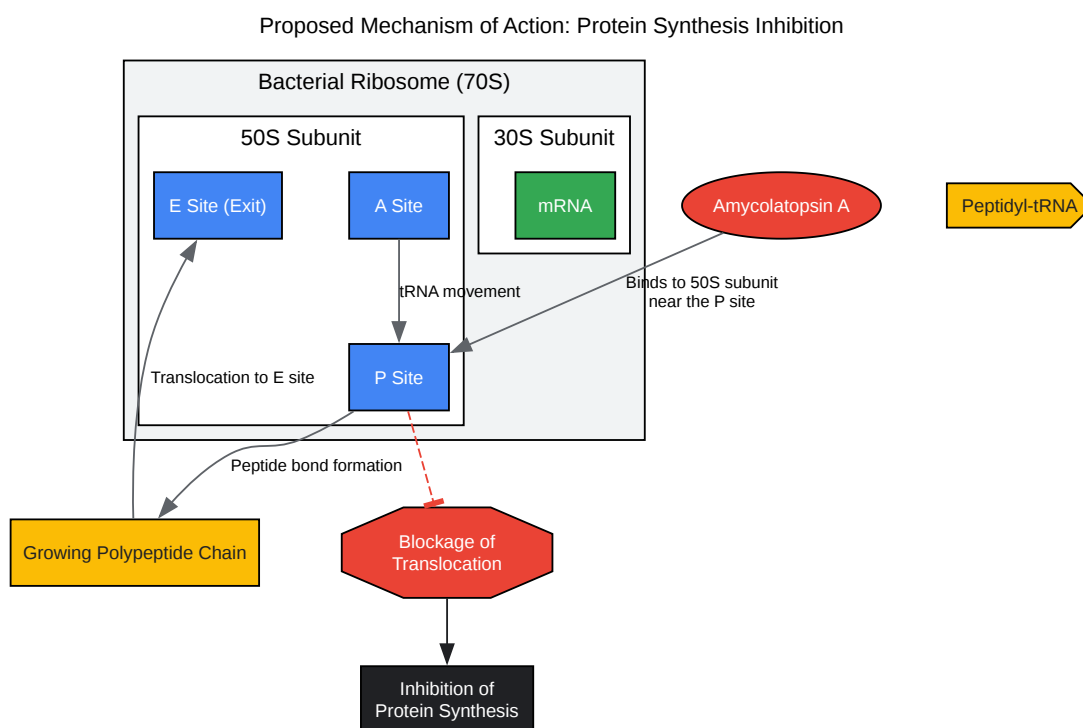 Proposed Mechanism of Action: Protein Synthesis Inhibition
Bacterial Ribosome (70S)
50S Subunit
30S Subunit
E Site (Exit)
A Site
mRNA
Amycolatopsin A
Peptidyl-tRNA
tRNA movement
Binds to 50S subunit
near the P site
Translocation to E site
P Site
Peptide bond formation
Growing Polypeptide Chain
Blockage of
Translocation
Inhibition of
Protein Synthesis